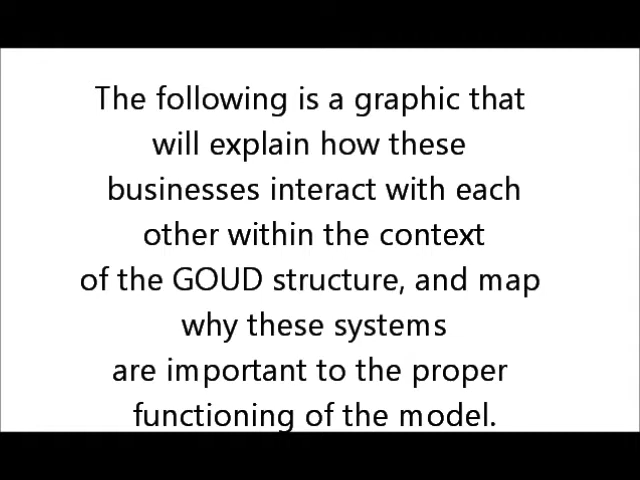 The following is a graphic that
will explain how these
businesses interact with each
other within the context
of the GOUD structure, and map
why these systems
are important to the proper
functioning of the model.